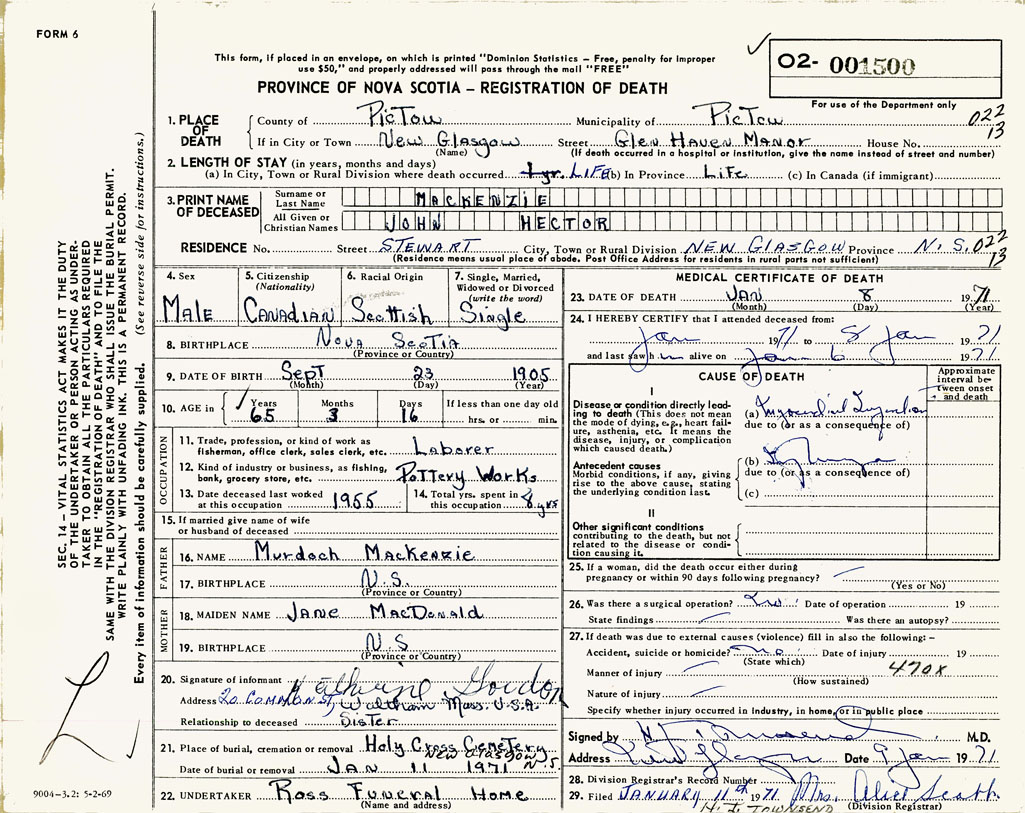 FORM 6
This form, if placed in an envelope, on which is printed "Dominion Statistics – Free, penalty for improper
use $50," and properly addressed will pass through the mail "FREE"
02- 001500
For use of the Department only
PROVINCE OF NOVA SCOTIA – REGISTRATION OF DEATH
022
13
1. PLACE OF DEATH
County of PicTou Municipality of PicTou
If in City or Town New Glasgow Street Glen Haven Manor House No.
(Name) (If death occurred in a hospital or institution, give the name instead of street and number)
2. LENGTH OF STAY (in years, months and days)
(a) In City, Town or Rural Division where death occurred 1 yr. LIFE (b) In Province Life (c) In Canada (if immigrant)
3. PRINT NAME OF DECEASED
Surname or Last Name MACKENZIE
All Given or Christian Names JOHN HECTOR
RESIDENCE No. Street STEWART City, Town or Rural Division NEW GLASGOW Province N.S. 022
13
(Residence means usual place of abode. Post Office Address for residents in rural parts not sufficient)
4. Sex
Male
5. Citizenship
(Nationality)
Canadian
6. Racial Origin
Scottish
7. Single, Married,
Widowed or Divorced
(write the word)
Single
8. BIRTHPLACE Nova Scotia
(Province or Country)
9. DATE OF BIRTH Sept 23 1905
(Month) (Day) (Year)
10. AGE in Years 65 Months 3 Days 16 If less than one day old
hrs. or min.
OCCUPATION
11. Trade, profession, or kind of work as
fisherman, office clerk, sales clerk, etc. Laborer
12. Kind of industry or business, as fishing,
bank, grocery store, etc. Pottery Works
13. Date deceased last worked
at this occupation 1955
14. Total yrs. spent in
this occupation 8 yrs
15. If married give name of wife
or husband of deceased
FATHER
16. NAME Murdoch MacKenzie
17. BIRTHPLACE N.S.
(Province or Country)
MOTHER
18. MAIDEN NAME JANE MacDonald
19. BIRTHPLACE N.S
(Province or Country)
20. Signature of informant Katherine Gordon
Address 20 COMMON ST, Waltham Mass. U.S.A.
Relationship to deceased Sister
21. Place of burial, cremation or removal Holy Cross Cemetery
New Glasgow N.S.
Date of burial or removal JAN 11 1971
22. UNDERTAKER Ross Funeral Home
(Name and address)
MEDICAL CERTIFICATE OF DEATH
23. DATE OF DEATH JAN 8 1971
(Month) (Day) (Year)
24. I HEREBY CERTIFY that I attended deceased from:
Jan 1971 to 8 Jan 1971
and last saw him alive on Jan 6 1971
CAUSE OF DEATH
Approximate interval between onset and death
I
Disease or condition directly leading to death (This does not mean the mode of dying, e.g., heart failure, asthenia, etc. It means the disease, injury, or complication which caused death.)
(a) Myocardial
due to (or as a consequence of)
Antecedent causes
Morbid conditions, if any, giving rise to the above cause, stating the underlying condition last.
(b)
due to (or as a consequence of)
(c)
II
Other significant conditions
contributing to the death, but not related to the disease or condition causing it.
25. If a woman, did the death occur either during
pregnancy or within 90 days following pregnancy?
(Yes or No)
26. Was there a surgical operation? Date of operation 19
State findings Was there an autopsy?
27. If death was due to external causes (violence) fill in also the following: –
Accident, suicide or homicide? no Date of injury 19
(State which)
Manner of injury 470X
(How sustained)
Nature of injury
Specify whether injury occurred in industry, in home, or in public place
Signed by H. Townsend M.D.
Address New Glasgow Date 9 Jan 1971
28. Division Registrar's Record Number
29. Filed JANUARY 11th 1971 Mrs. Alice Scott
(Division Registrar)
TOWNSEND
SEC. 14 – VITAL STATISTICS ACT MAKES IT THE DUTY
OF THE UNDERTAKER OR PERSON ACTING AS UNDERTAKER TO OBTAIN ALL THE PARTICULARS REQUIRED
IN THE "REGISTRATION OF DEATH" AND TO FILE THE
SAME WITH THE DIVISION REGISTRAR WHO SHALL ISSUE THE BURIAL PERMIT.
WRITE PLAINLY WITH UNFADING INK. THIS IS A PERMANENT RECORD.
Every item of information should be carefully supplied. (See reverse side for instructions.)
9004-3.2: 5-2-69